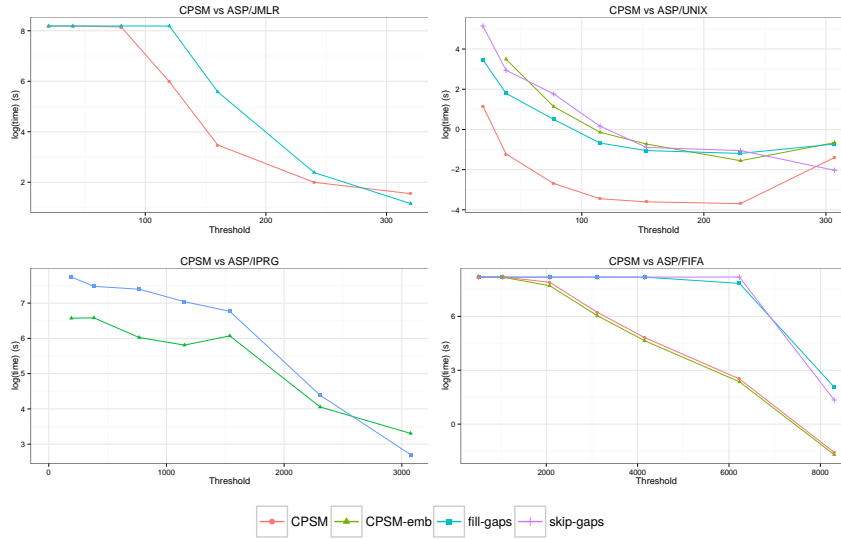 CPSM vs ASP/JMLR
log(time) (s)
8
6
4
2
100
200
300
Threshold
CPSM vs ASP/UNIX
log(time) (s)
4
2
0
−2
−4
100
200
300
Threshold
CPSM vs ASP/IPRG
log(time) (s)
7
6
5
4
3
0
1000
2000
3000
Threshold
CPSM vs ASP/FIFA
log(time) (s)
6
3
0
2000
4000
6000
8000
Threshold
CPSM
CPSM-emb
fill-gaps
skip-gaps